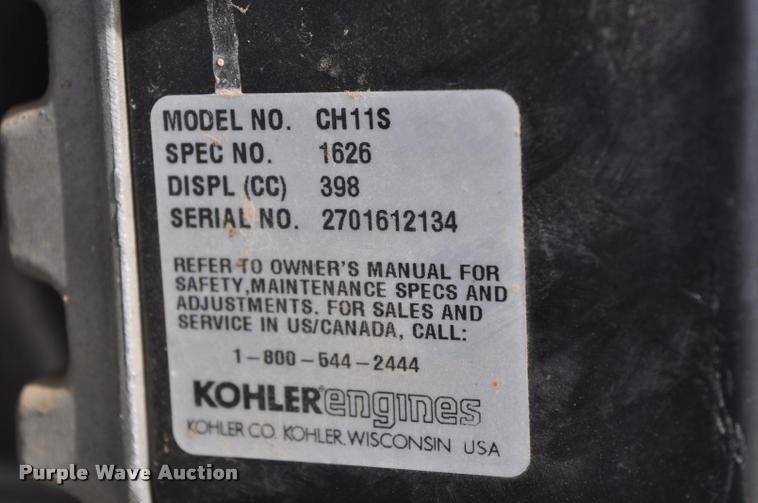 MODEL NO. CH11S
SPEC NO. 1626
DISPL (CC) 398
SERIAL NO. 2701612134
REFER TO OWNER'S MANUAL FOR
SAFETY, MAINTENANCE SPECS AND
ADJUSTMENTS. FOR SALES AND
SERVICE IN US/CANADA, CALL:
1-800-544-2444
KOHLER engines
KOHLER CO. KOHLER, WISCONSIN USA
Purple Wave Auction